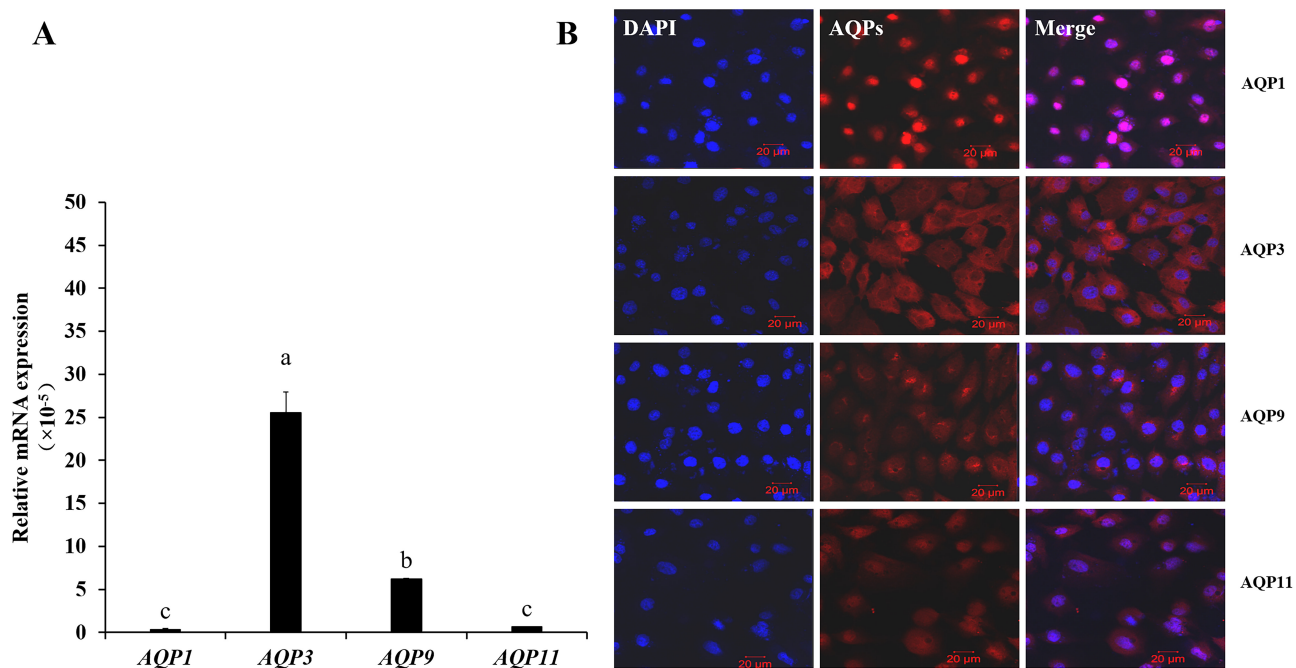 A
50
45
40
35
30
25
20
15
10
5
0
Relative mRNA expression
(×10-5)
c
a
b
c
AQP1 AQP3 AQP9 AQP11
B
DAPI AQPs Merge
20 μm 20 μm 20 μm
AQP1
20 μm 20 μm 20 μm
AQP3
20 μm 20 μm 20 μm
AQP9
20 μm 20 μm 20 μm
AQP11